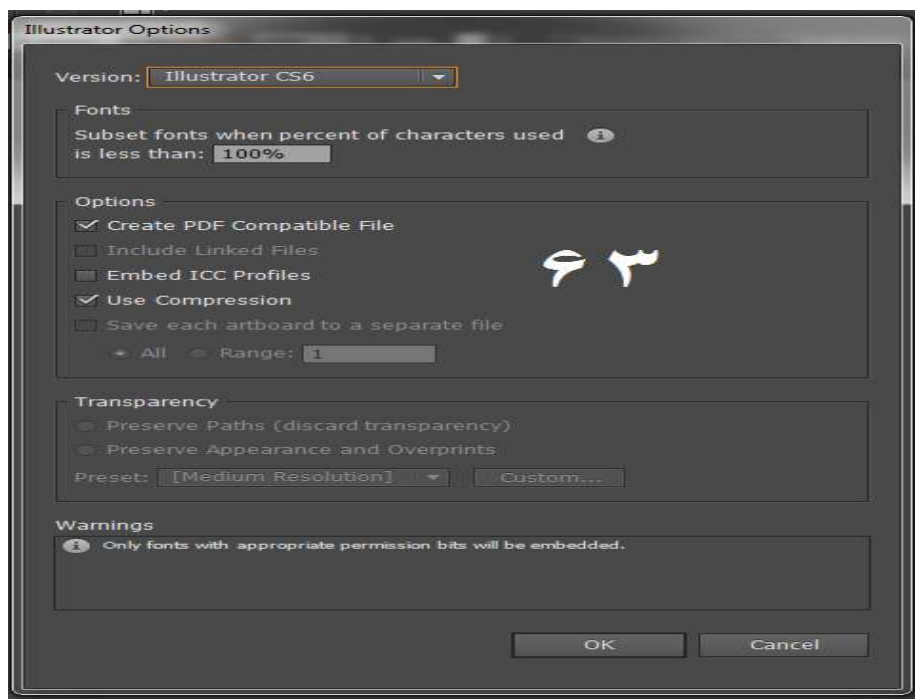 Illustrator Options
Version: Illustrator CS6
Fonts
Subset fonts when percent of characters used
is less than: 100%
Options
Create PDF Compatible File
Include Linked Files
۶۳
Embed ICC Profiles
Use Compression
Save each artboard to a separate file
All Range: 1
Transparency
Preserve Paths (discard transparency)
Preserve Appearance and Overprints
Preset: [Medium Resolution] Custom...
Warnings
Only fonts with appropriate permission bits will be embedded.
OK Cancel